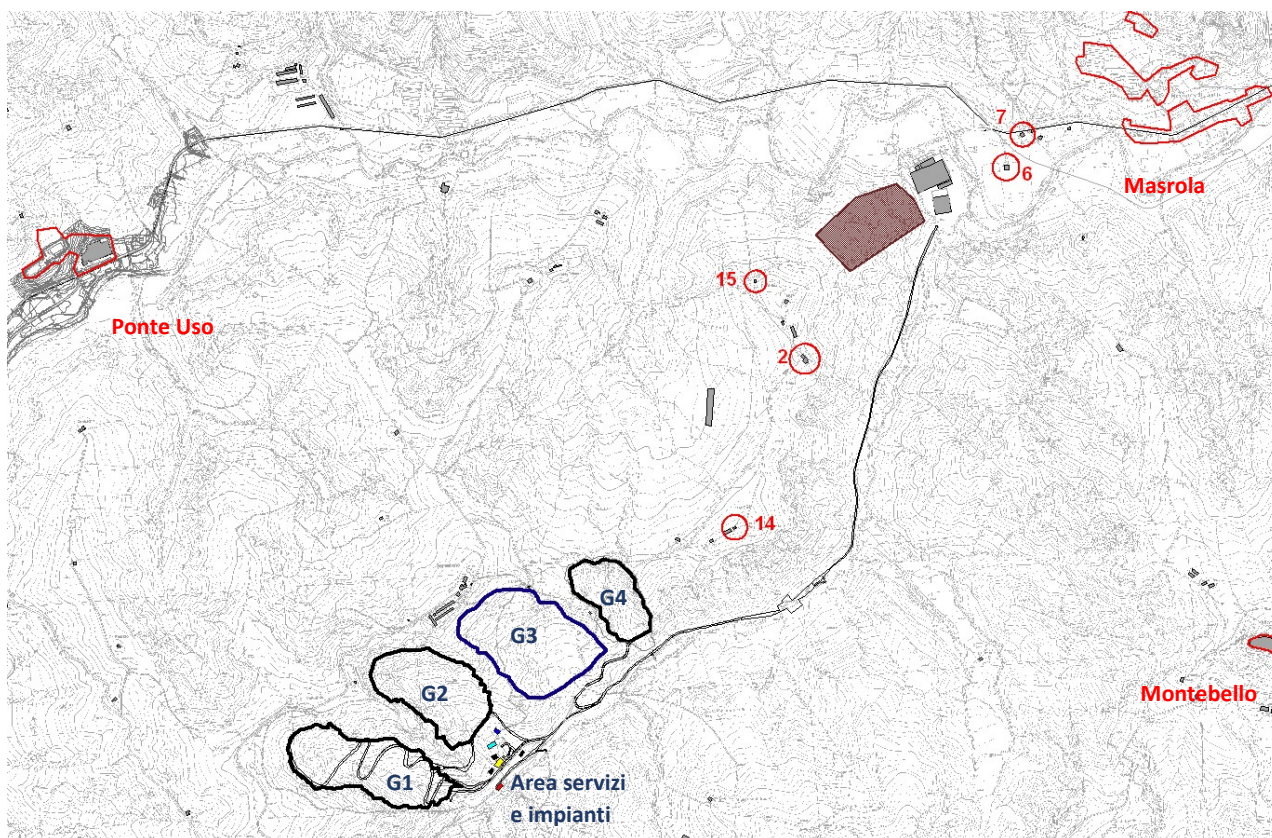 7
6
Masrola
15
Ponte Uso
2
14
G4
G3
G2
Montebello
G1
Area servizi
e impianti